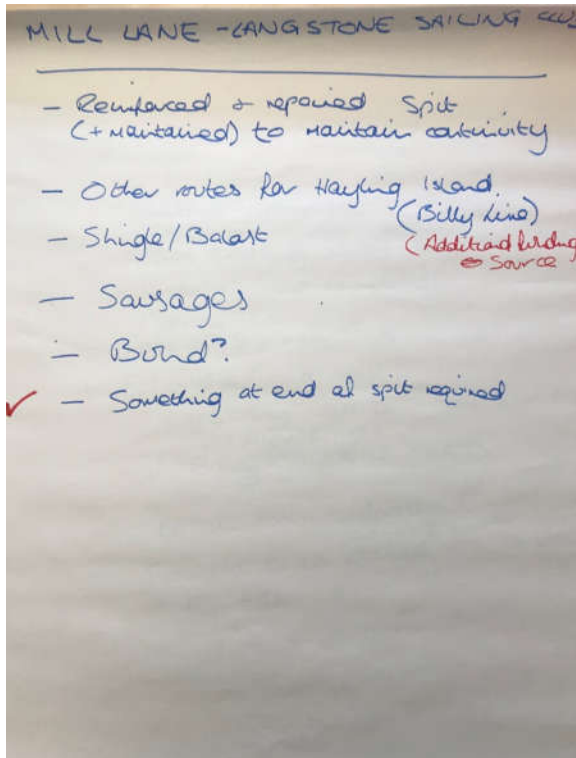 MILL LANE - LANGSTONE SAILING CLUB
- Reinforced + repaired Spit
(+ Maintained) to maintain continuity
- Other routes for Hayling Island.
(Billy Line)
- Shingle/Balast
(Additional funding
Source
- Sausages
- Bund?
✓ - Something at end of spit required